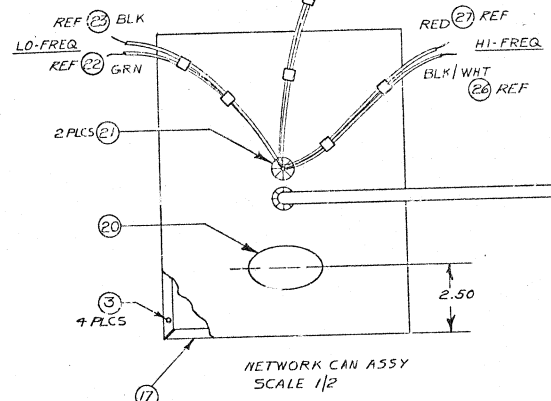 REF 23 BLK
LO-FREQ
REF 22 GRN
RED 27 REF
HI-FREQ
BLK/WHT
26 REF
2 PLCS 21
20
3
4 PLCS
2.50
17
NETWORK CAN ASSY
SCALE 1/2